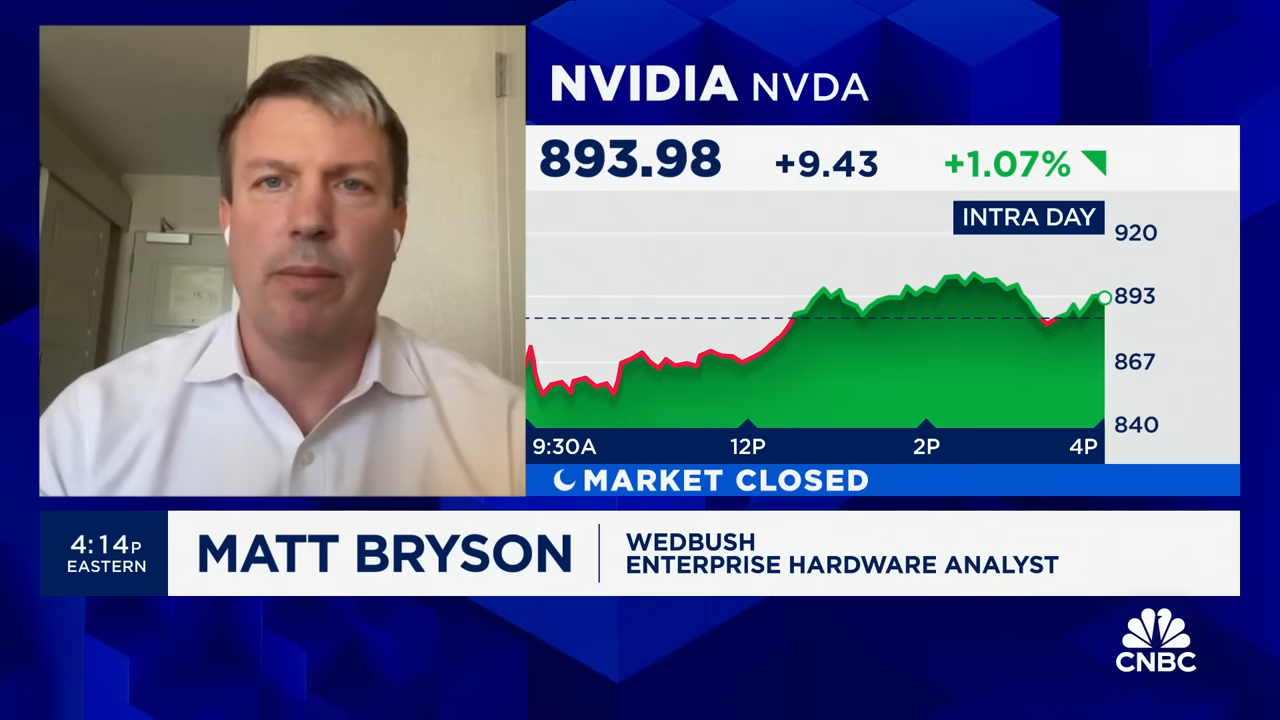 NVIDIA NVDA
893.98 +9.43 +1.07%
INTRA DAY
920
893
867
840
9:30A 12P 2P 4P
MARKET CLOSED
4:14P
EASTERN
MATT BRYSON
WEDBUSH
ENTERPRISE HARDWARE ANALYST
CNBC